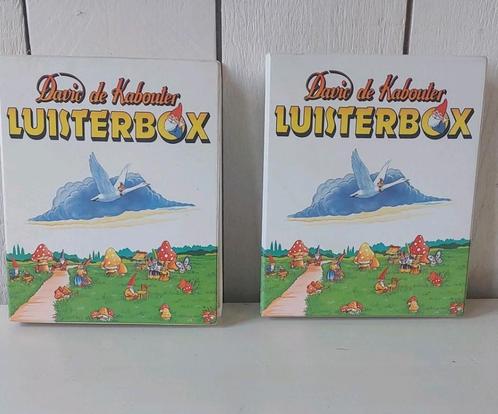 David de Kabouter
LUISTERBOX
David de Kabouter
LUISTERBOX